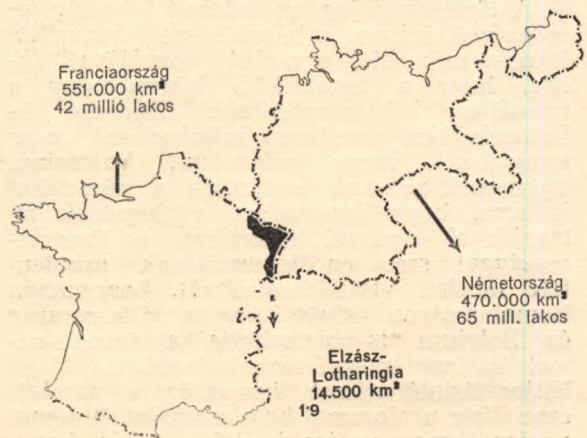 Franciaország
551.000 km²
42 millió lakos
Németország
470.000 km²
65 mill. lakos
Elzász-
Lotharingia
14.500 km²
1·9